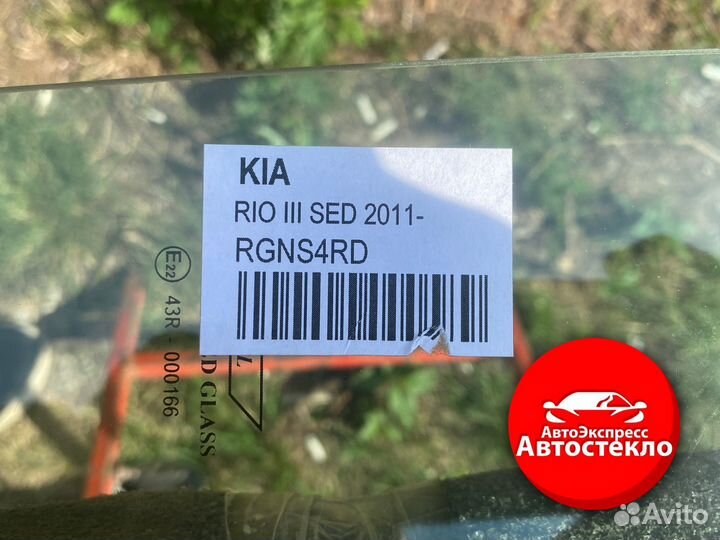 KIA
RIO III SED 2011-
RGNS4RD
E22 43R - 000166
D GLASS
АвтоЭкспресс
Автостекло
Avito